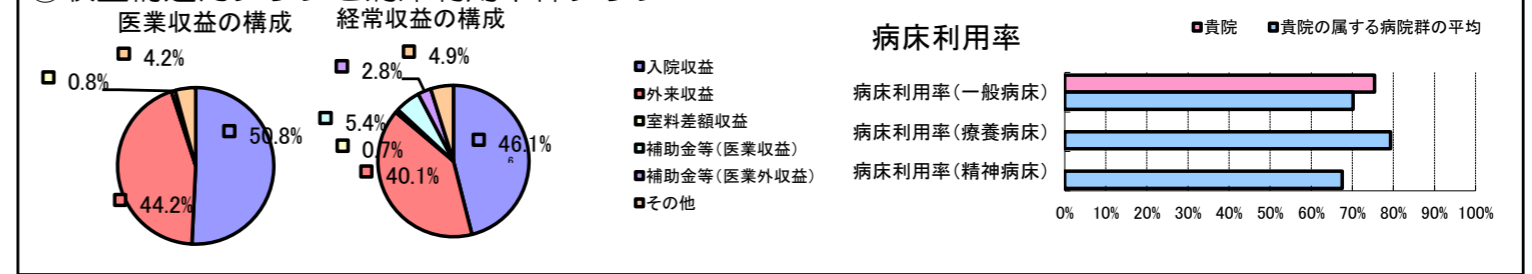 医業収益の構成
経常収益の構成
4.2%
0.8%
50.8%
44.2%
4.9%
2.8%
5.4%
0.7%
40.1%
46.1%
入院収益
外来収益
室料差額収益
補助金等(医業収益)
補助金等(医業外収益)
その他
病床利用率
貴院 貴院の属する病院群の平均
病床利用率(一般病床)
病床利用率(療養病床)
病床利用率(精神病床)
0% 10% 20% 30% 40% 50% 60% 70% 80% 90% 100%